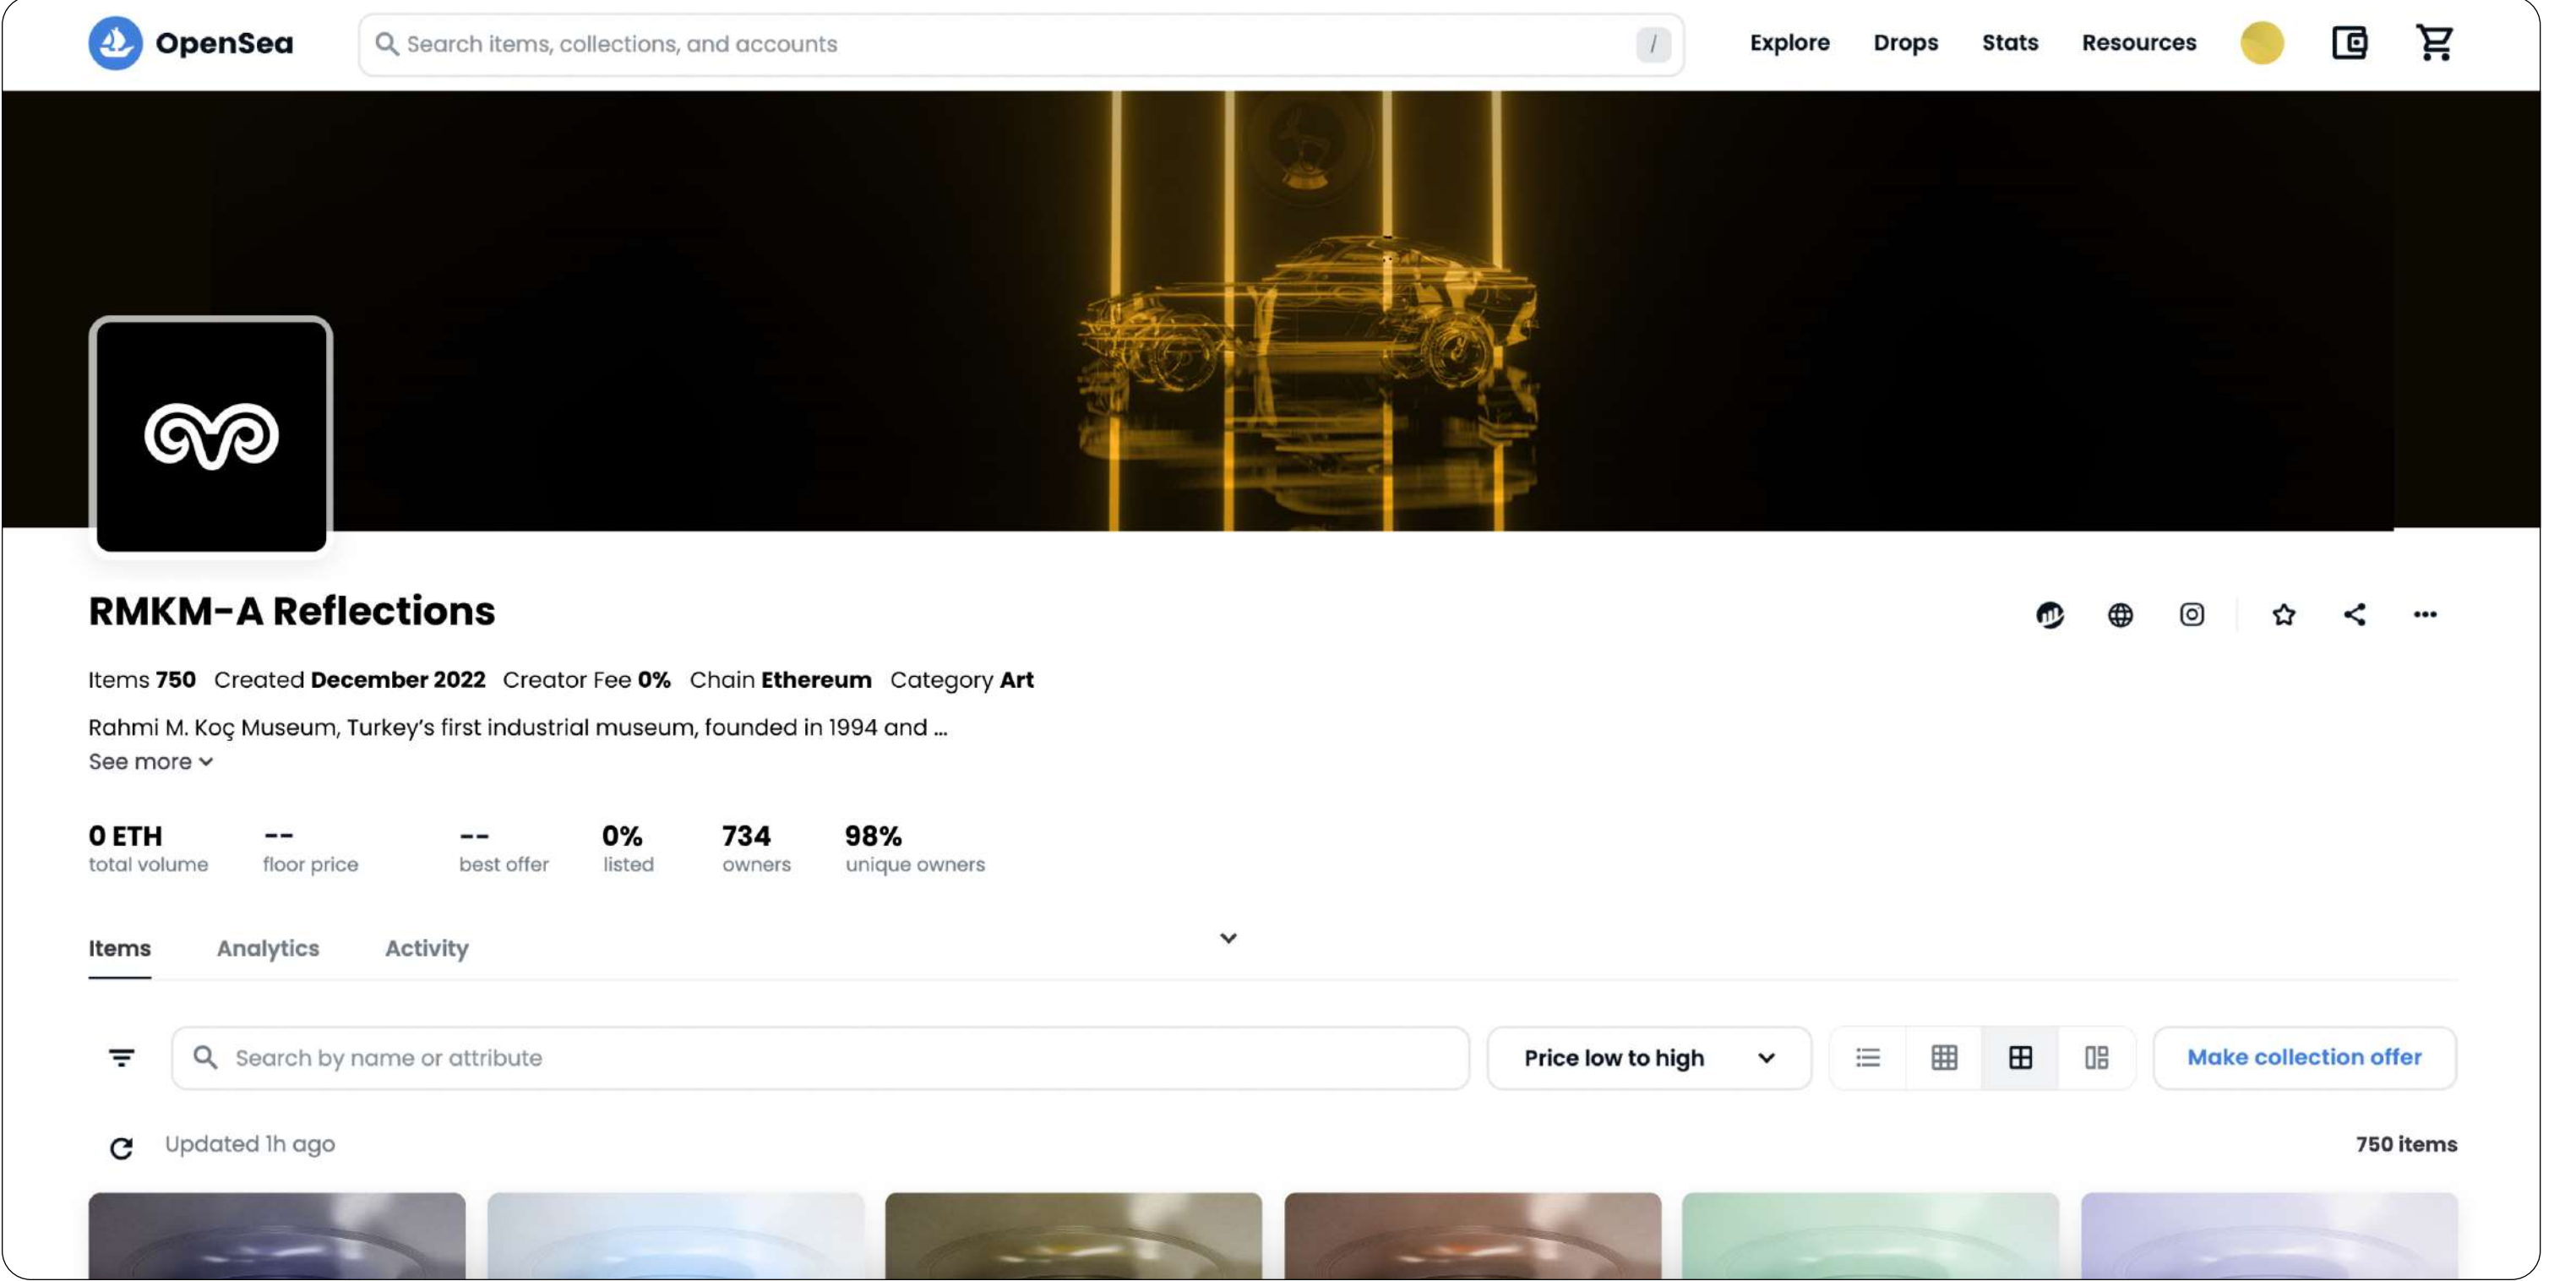 OpenSea
Search items, collections, and accounts
/
Explore Drops Stats Resources
RMKM-A Reflections
Items 750 Created December 2022 Creator Fee 0% Chain Ethereum Category Art
Rahmi M. Koç Museum, Turkey's first industrial museum, founded in 1994 and ...
See more
0 ETH -- -- 0% 734 98%
total volume floor price best offer listed owners unique owners
Items Analytics Activity
Search by name or attribute
Price low to high
Make collection offer
Updated 1h ago
750 items